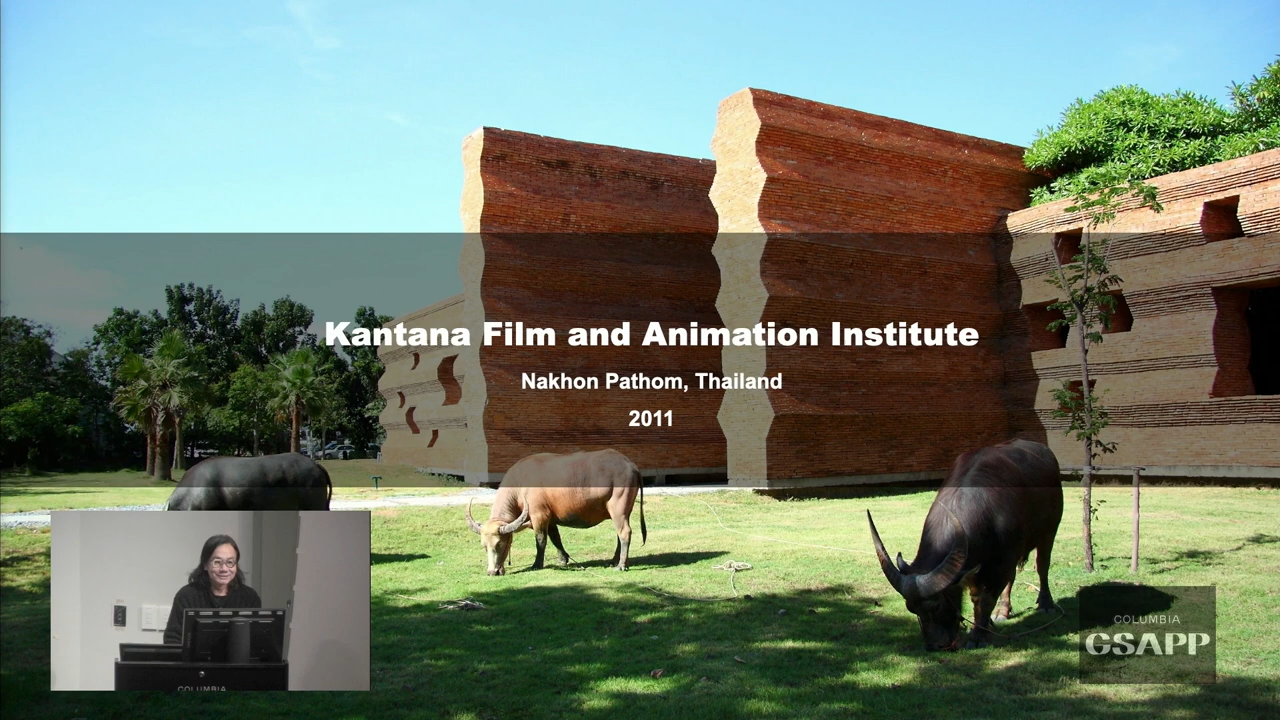 Kantana Film and Animation Institute
Nakhon Pathom, Thailand
2011
COLUMBIA
GSAPP
COLUMBIA